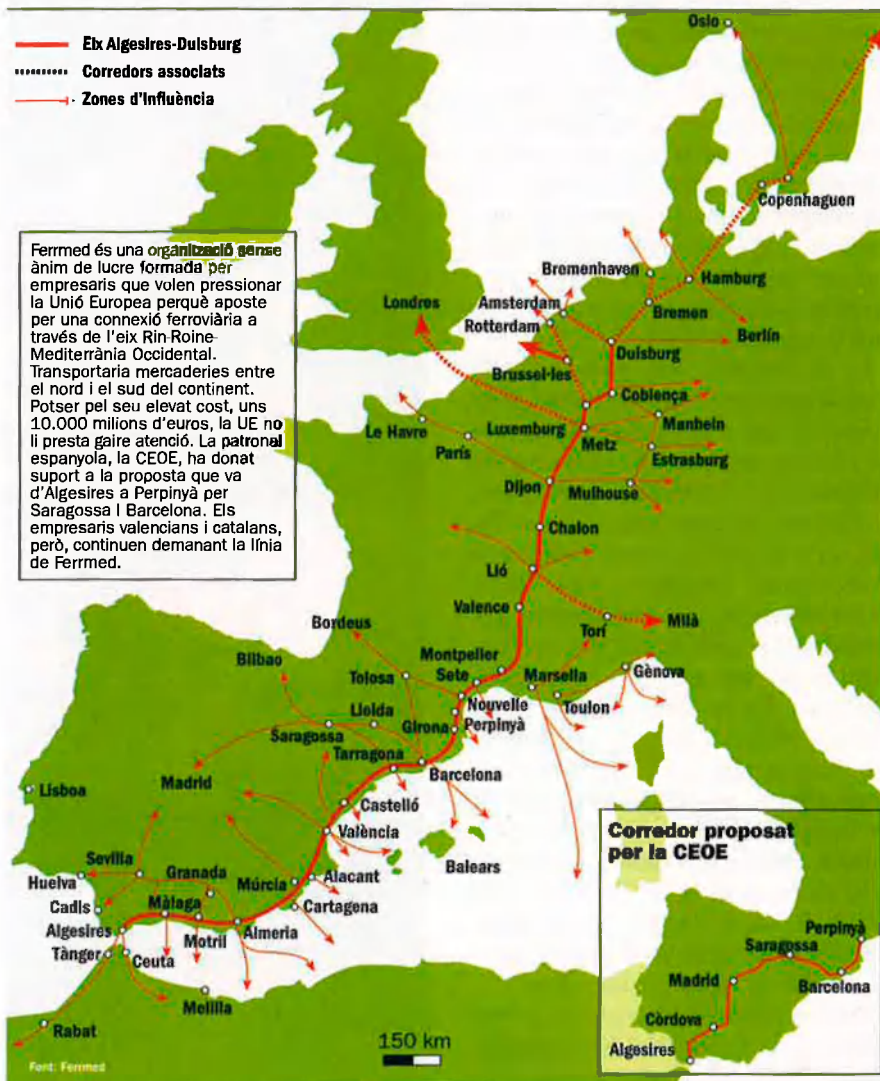 Eix Algesires-Duisburg
Corredors associats
Zones d'Influència
Ferrmed és una organització sense
ànim de lucre formada per
empresaris que volen pressionar
la Unió Europea perquè aposte
per una connexió ferroviària a
través de l'eix Rin-Roine-
Mediterrània Occidental.
Transportaria mercaderies entre
el nord i el sud del continent.
Potser pel seu elevat cost, uns
10.000 milions d'euros, la UE no
li presta gaire atenció. La patronal
espanyola, la CEOE, ha donat
suport a la proposta que va
d'Algesires a Perpinyà per
Saragossa i Barcelona. Els
empresaris valencians i catalans,
però, continuen demanant la línia
de Ferrmed.
Oslo
Copenhaguen
Hamburg
Bremenhaven
Bremen
Berlín
Londres
Amsterdam
Rotterdam
Duisburg
Brussel·les
Coblença
Luxemburg
Manhein
Metz
Estrasburg
Le Havre
París
Dijon
Mulhouse
Chalon
Lió
Valence
Torí
Milà
Bordeus
Montpeller
Bilbao
Tolosa
Sete
Marsella
Gènova
Nouvelle
Toulon
Lleida
Girona
Perpinyà
Saragossa
Tarragona
Barcelona
Madrid
Lisboa
Castelló
València
Balears
Sevilla
Granada
Huelva
Múrcia
Alacant
Cadis
Màlaga
Cartagena
Algesires
Motril
Almeria
Tànger
Ceuta
Melilla
Rabat
150 km
Font: Ferrmed
Corredor proposat
per la CEOE
Perpinyà
Saragossa
Madrid
Barcelona
Còrdova
Algesires